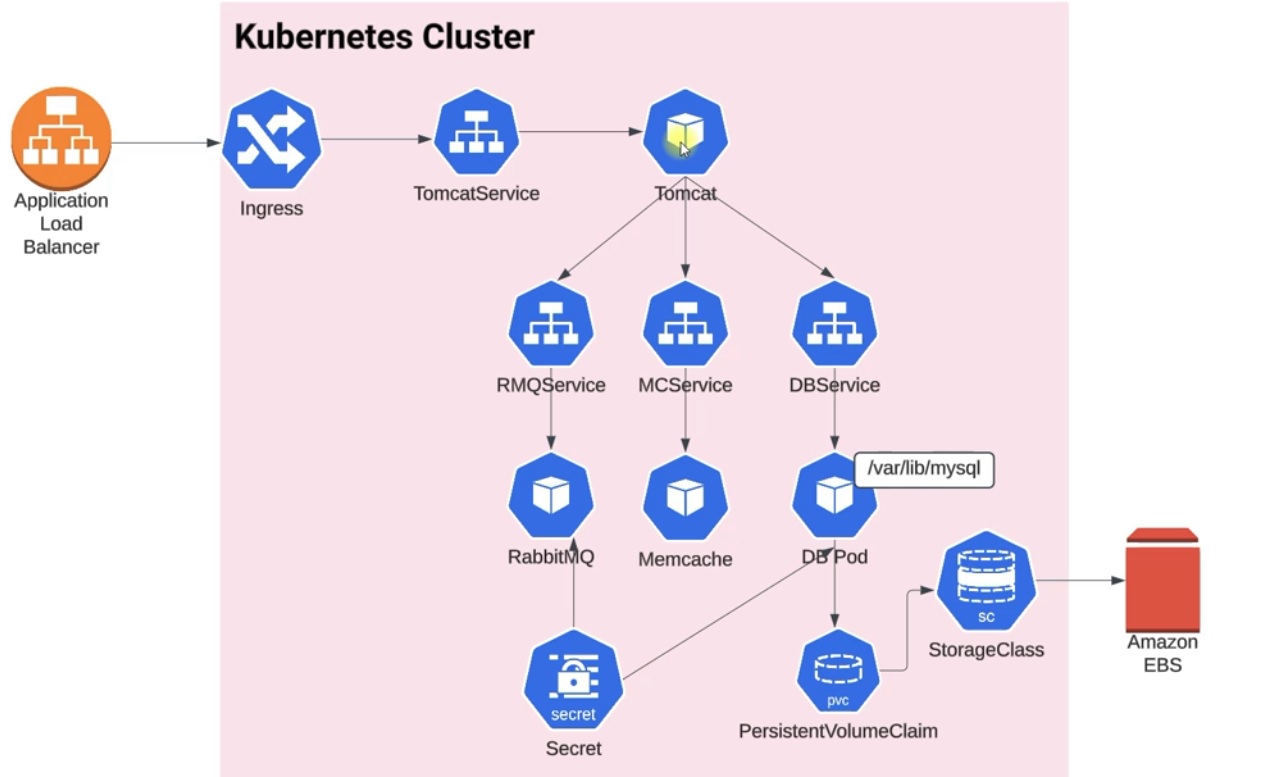 Kubernetes Cluster
Application
Load
Balancer
Ingress
TomcatService
Tomcat
RMQService
MCService
DBService
/var/lib/mysql
RabbitMQ
Memcache
DB Pod
sc
StorageClass
Amazon
EBS
secret
Secret
pvc
PersistentVolumeClaim